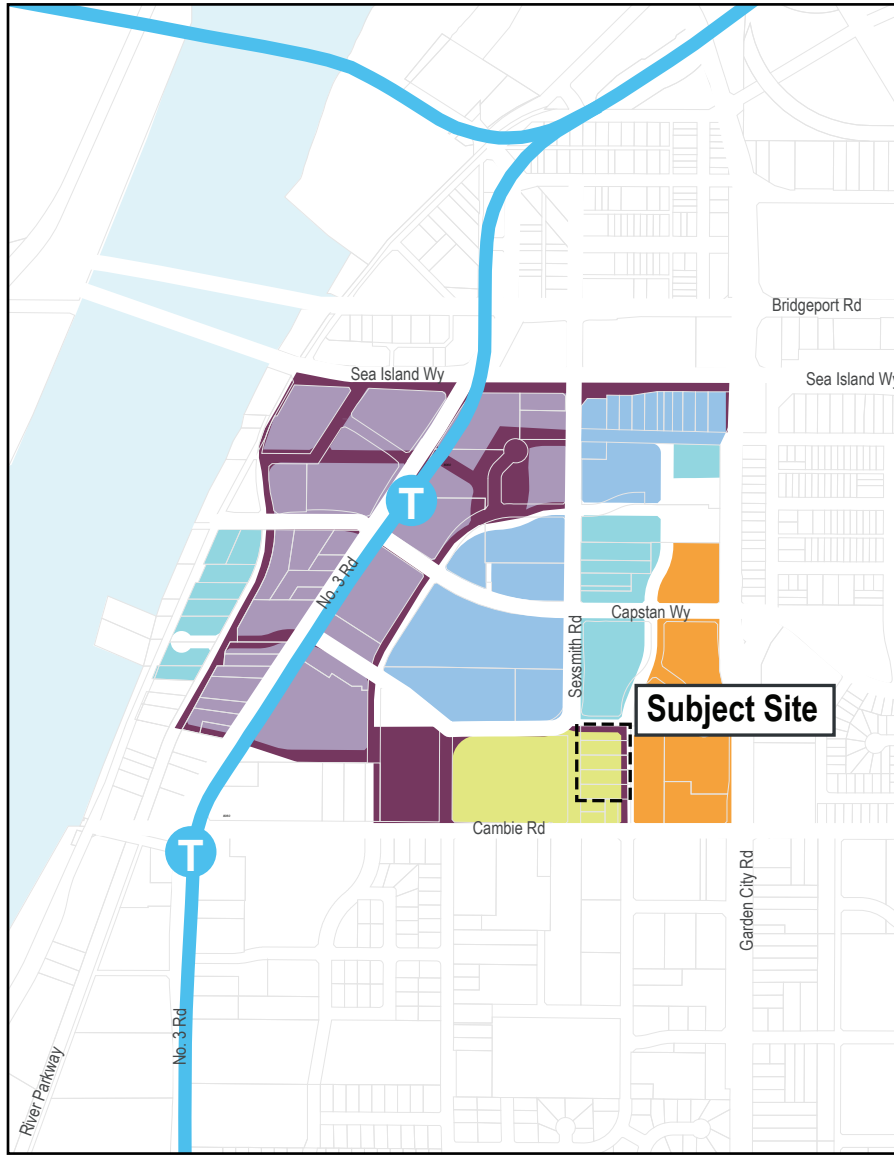 Bridgeport Rd
Sea Island Wy
Sea Island Wy
T
No. 3 Rd
Capstan Wy
Sexsmith Rd
Subject Site
Cambie Rd
T
Garden City Rd
No. 3 Rd
River Parkway